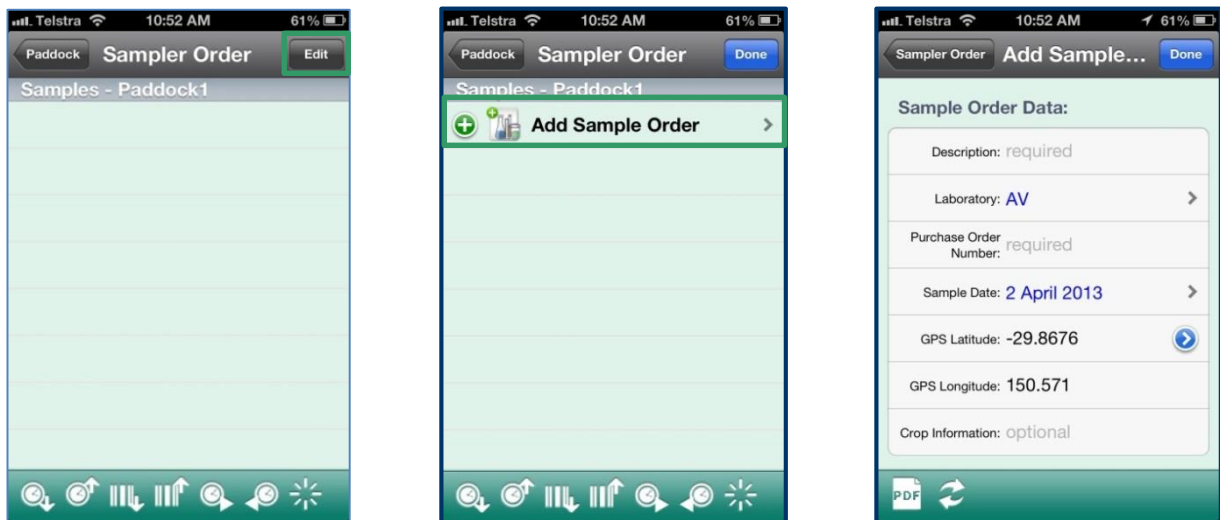 Telstra 10:52 AM 61%
Paddock Sampler Order Edit
Samples - Paddock1
Telstra 10:52 AM 61%
Paddock Sampler Order Done
Samples - Paddock1
Add Sample Order
Telstra 10:52 AM 61%
Sampler Order Add Sample... Done
Sample Order Data:
Description: required
Laboratory: AV
Purchase Order
Number: required
Sample Date: 2 April 2013
GPS Latitude: -29.8676
GPS Longitude: 150.571
Crop Information: optional
PDF